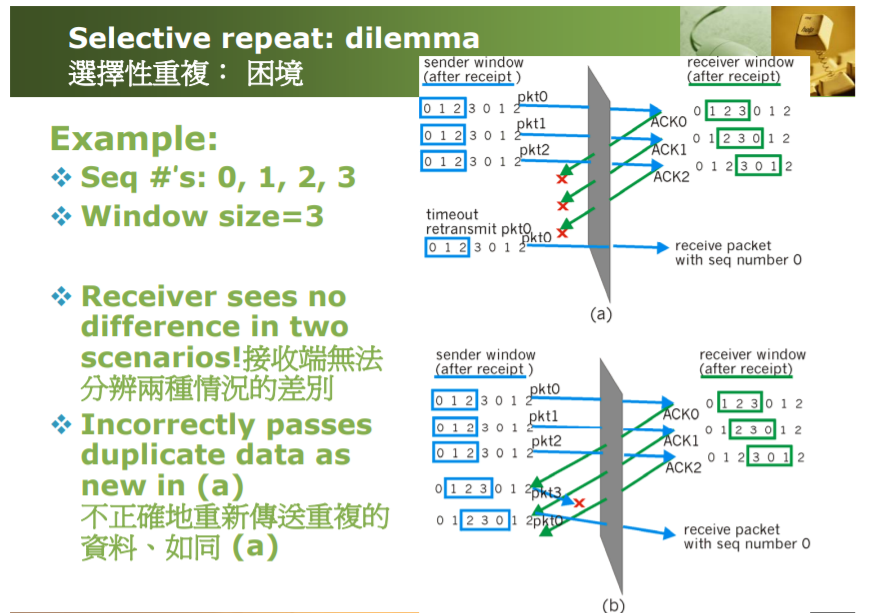 Selective repeat: dilemma
選擇性重複： 困境
Example:
Seq #'s: 0, 1, 2, 3
Window size=3
Receiver sees no
difference in two
scenarios!接收端無法
分辨兩種情況的差別
Incorrectly passes
duplicate data as
new in (a)
不正確地重新傳送重複的
資料、如同 (a)
sender window
(after receipt )
receiver window
(after receipt)
0 1 2 3 0 1 2
pkt0
ACK0
0 1 2 3 0 1 2
0 1 2 3 0 1 2
pkt1
ACK1
0 1 2 3 0 1 2
0 1 2 3 0 1 2
pkt2
ACK2
0 1 2 3 0 1 2
timeout
retransmit pkt0
0 1 2 3 0 1 2
pkt0
receive packet
with seq number 0
(a)
sender window
(after receipt )
receiver window
(after receipt)
0 1 2 3 0 1 2
pkt0
ACK0
0 1 2 3 0 1 2
0 1 2 3 0 1 2
pkt1
ACK1
0 1 2 3 0 1 2
0 1 2 3 0 1 2
pkt2
ACK2
0 1 2 3 0 1 2
0 1 2 3 0 1 2
pkt3
0 1 2 3 0 1 2
pkt0
receive packet
with seq number 0
(b)